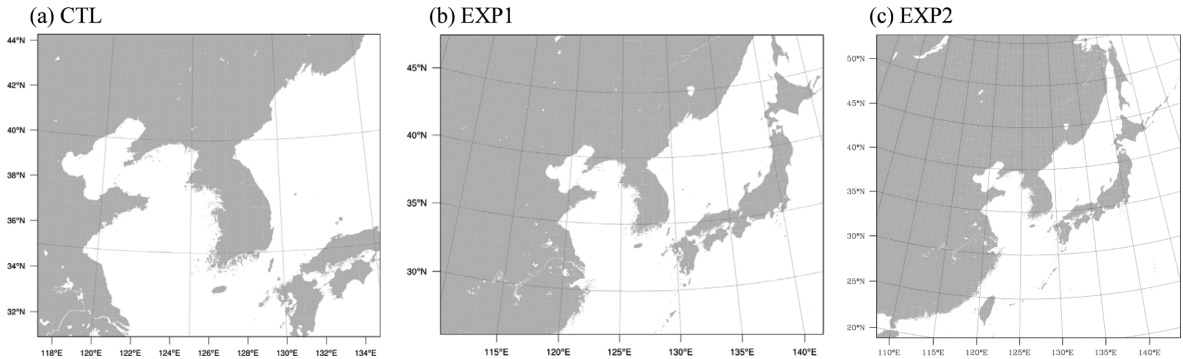 (a) CTL
44°N
42°N
40°N
38°N
36°N
34°N
32°N
118°E 120°E 122°E 124°E 126°E 128°E 130°E 132°E 134°E
(b) EXP1
45°N
40°N
35°N
30°N
115°E 120°E 125°E 130°E 135°E 140°E
(c) EXP2
50°N
45°N
40°N
35°N
30°N
25°N
20°N
110°E 115°E 120°E 125°E 130°E 135°E 140°E